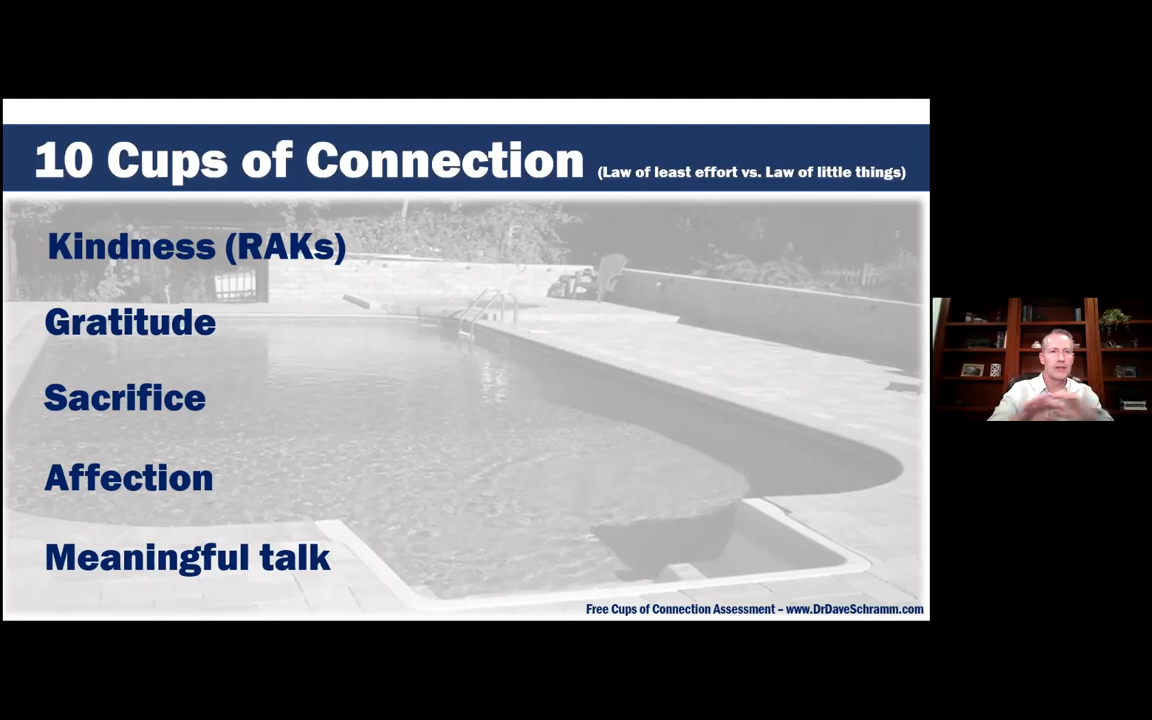 10 Cups of Connection (Law of least effort vs. Law of little things)
Kindness (RAKs)
Gratitude
Sacrifice
Affection
Meaningful talk
Free Cups of Connection Assessment – www.DrDaveSchramm.com